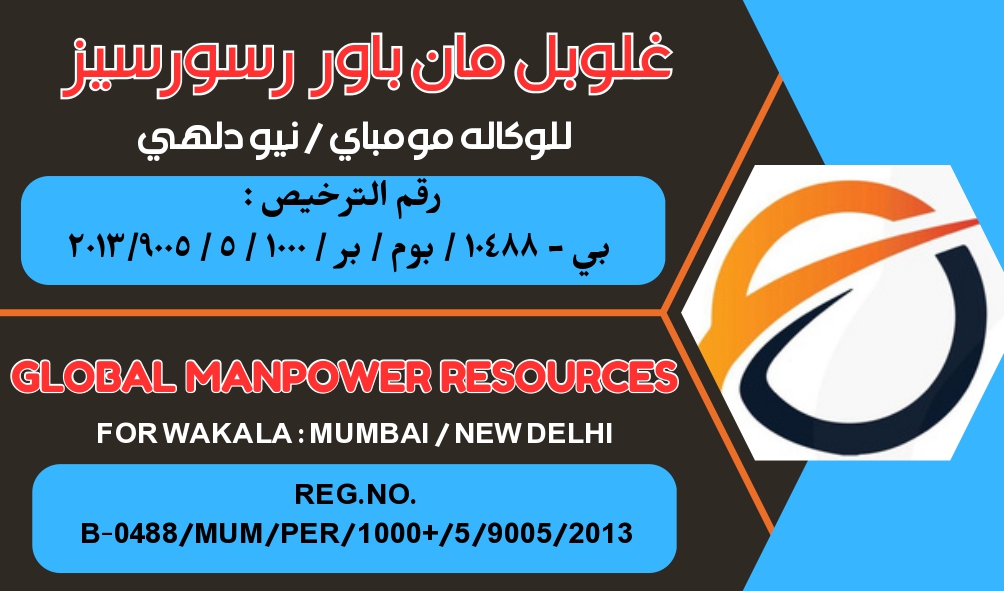 غلوبل مان باور رسورسيز
للوكاله مومباي / نيو دلهي
رقم الترخيص :
بي - ١٠٤٨٨ / بوم / بر / ١٠٠٠ / ٥ / ٢٠١٣/٩٠٠٥
GLOBAL MANPOWER RESOURCES
FOR WAKALA : MUMBAI / NEW DELHI
REG.NO.
B-0488/MUM/PER/1000+/5/9005/2013